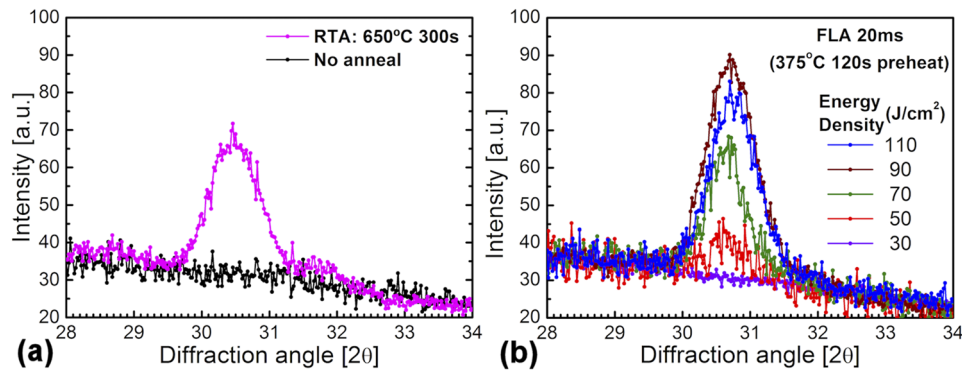 100
90
80
70
60
50
40
30
20
Intensity [a.u.]
RTA: 650ºC 300s
No anneal
28 29 30 31 32 33 34
(a)
Diffraction angle [2θ]
100
90
80
70
60
50
40
30
20
Intensity [a.u.]
FLA 20ms
(375°C 120s preheat)
Energy (J/cm²)
Density
110
90
70
50
30
28 29 30 31 32 33 34
(b)
Diffraction angle [2θ]